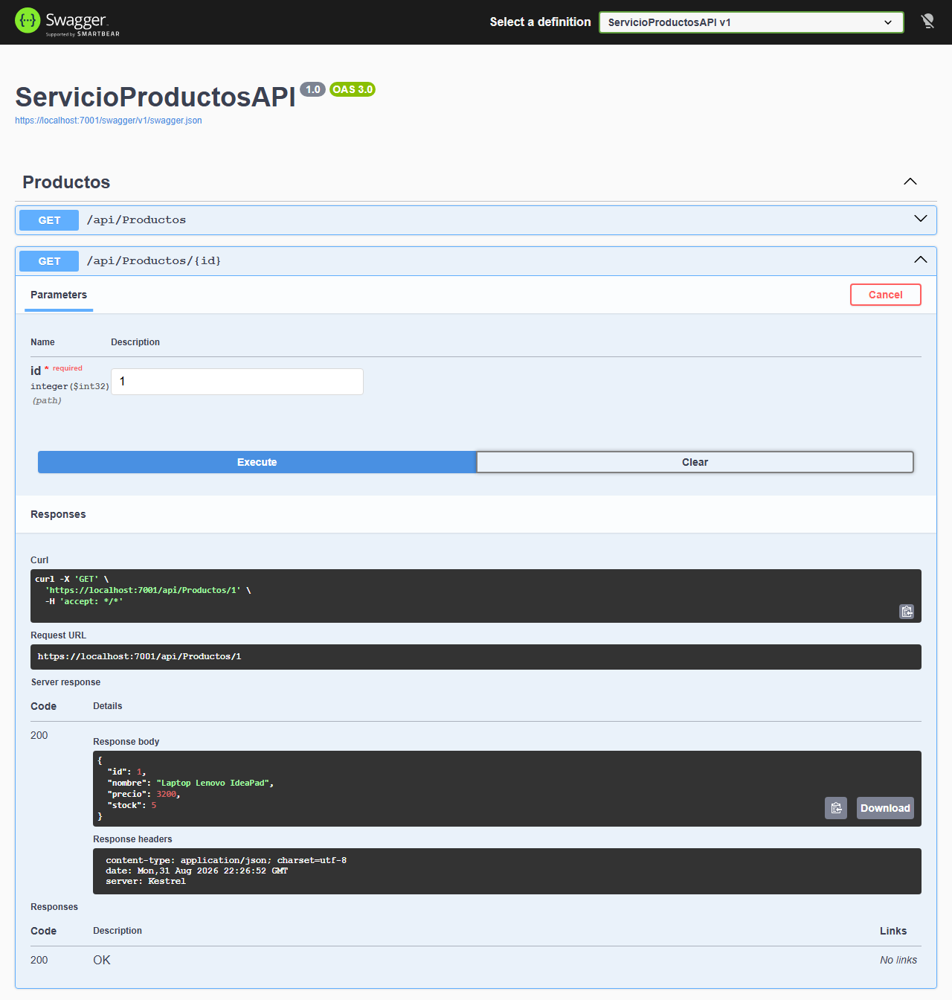 Swagger
Supported by SMARTBEAR
Select a definition
ServicioProductosAPI v1
ServicioProductosAPI 1.0 OAS 3.0
https://localhost:7001/swagger/v1/swagger.json
Productos
GET /api/Productos
GET /api/Productos/{id}
Parameters
Cancel
Name Description
id * required
integer($int32)
(path)
1
Execute
Clear
Responses
Curl
curl -X 'GET' \
'https://localhost:7001/api/Productos/1' \
-H 'accept: */*'
Request URL
https://localhost:7001/api/Productos/1
Server response
Code Details
200
Response body
{
"id": 1,
"nombre": "Laptop Lenovo IdeaPad",
"precio": 3200,
"stock": 5
}
Download
Response headers
content-type: application/json; charset=utf-8
date: Mon,31 Aug 2026 22:26:52 GMT
server: Kestrel
Responses
Code Description Links
200 OK No links